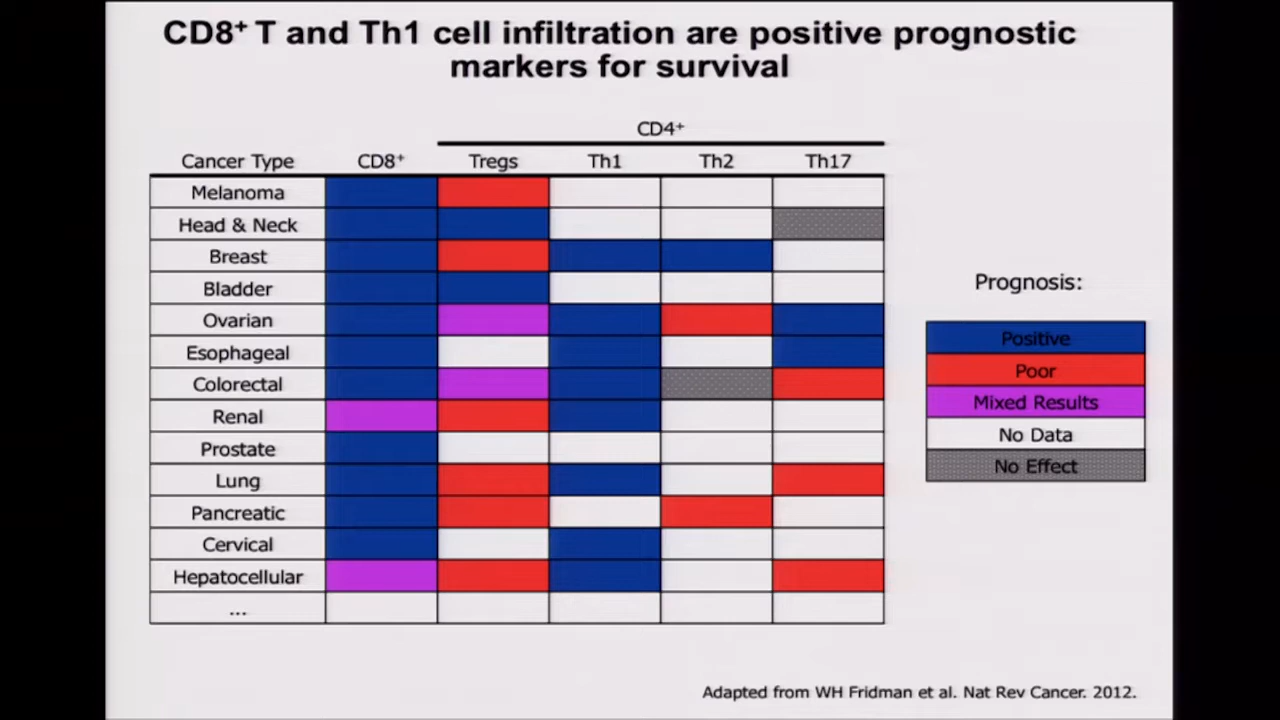 CD8⁺ T and Th1 cell infiltration are positive prognostic
markers for survival
CD4⁺
Cancer Type CD8⁺ Tregs Th1 Th2 Th17
Melanoma
Head & Neck
Breast
Bladder
Ovarian
Esophageal
Colorectal
Renal
Prostate
Lung
Pancreatic
Cervical
Hepatocellular
...
Prognosis:
Positive
Poor
Mixed Results
No Data
No Effect
Adapted from WH Fridman et al. Nat Rev Cancer. 2012.